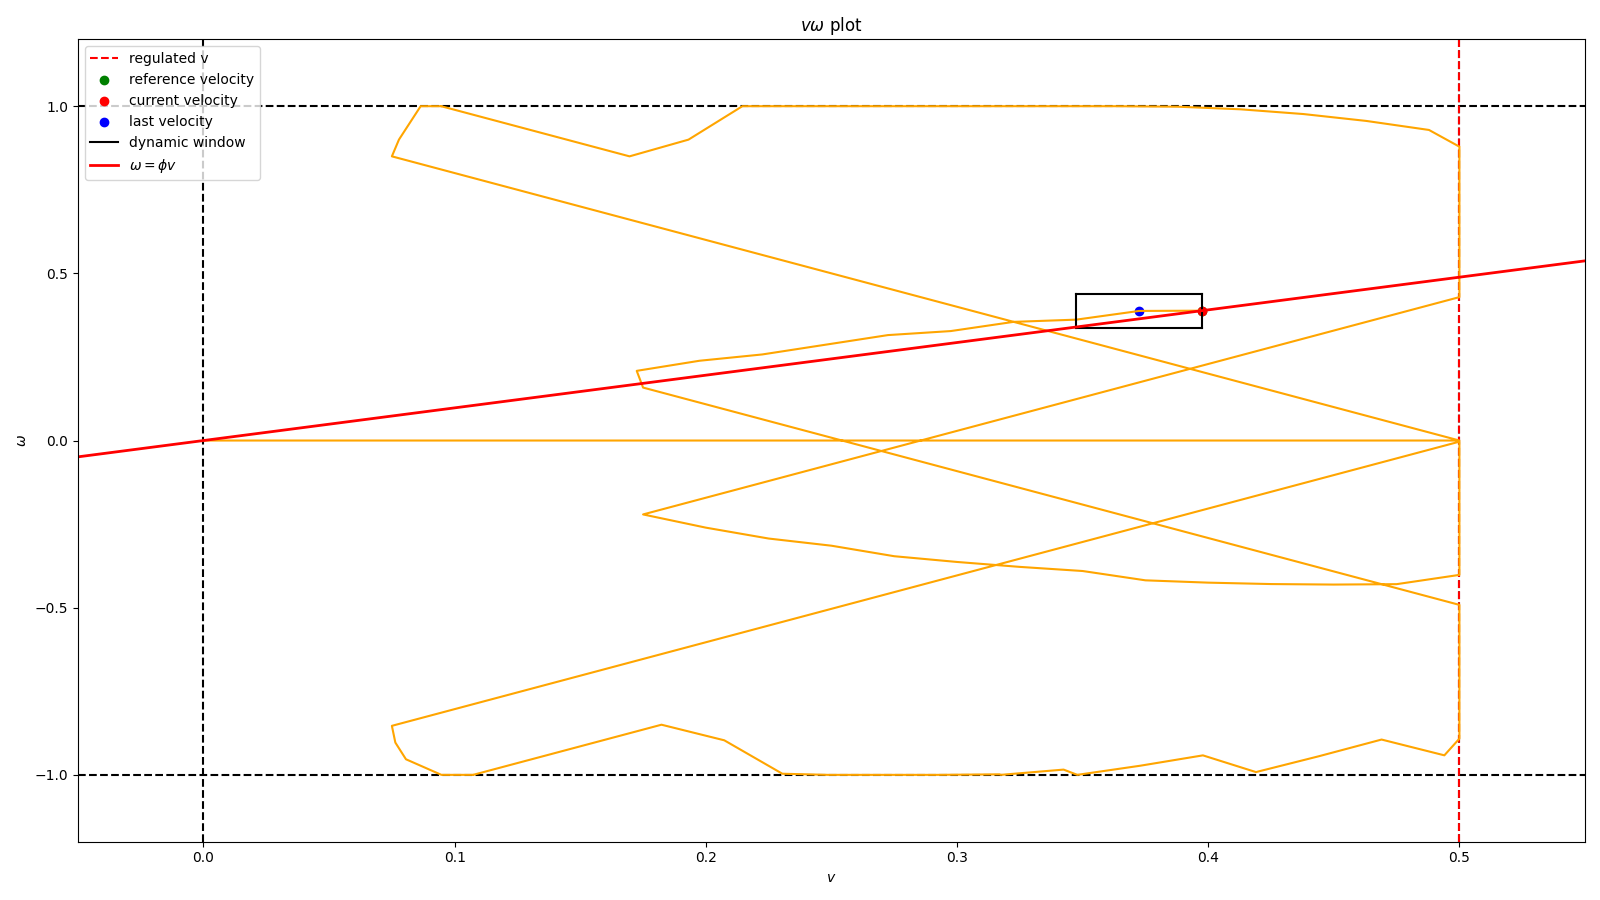 vω plot
regulated v
reference velocity
current velocity
last velocity
dynamic window
ω = ϕv
1.0
0.5
0.0
−0.5
−1.0
ω
0.0 0.1 0.2 0.3 0.4 0.5
v